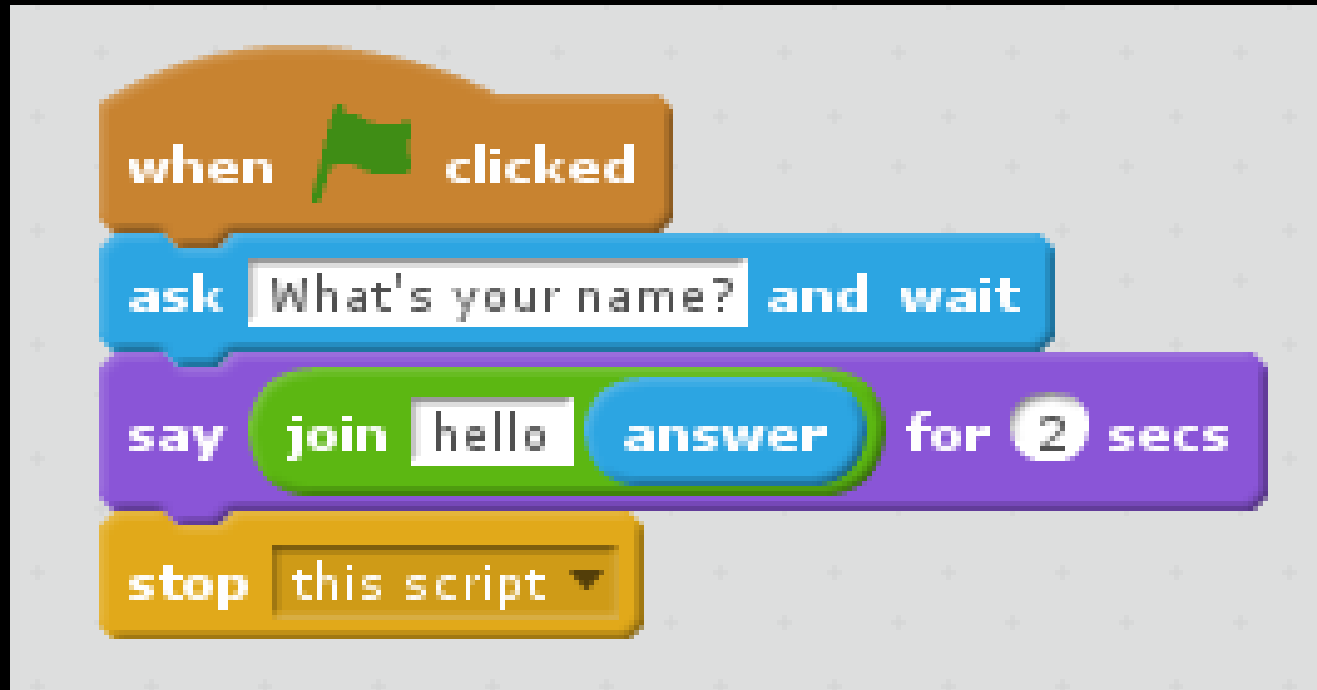 when clicked
ask What's your name? and wait
say join hello answer for 2 secs
stop this script